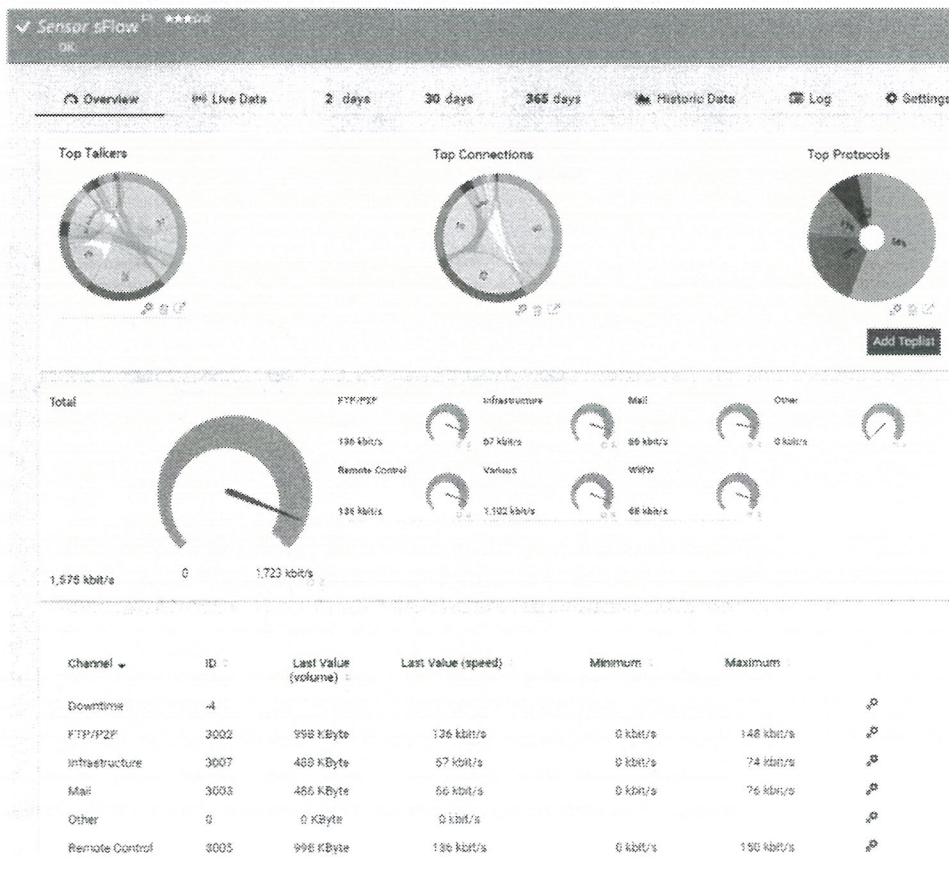 Sensor sFlow
OK
Overview Live Data 2 days 30 days 365 days Historic Data Log Settings
Top Talkers Top Connections Top Protocols
Add Toplist
Total
FTP/P2P Infrastructure Mail Other
136 kbit/s 67 kbit/s 66 kbit/s 0 kbit/s
Remote Control Various WWW
136 kbit/s 1,102 kbit/s 68 kbit/s
0 1,723 kbit/s
1,575 kbit/s
Channel ID Last Value (speed) Minimum Maximum
Last Value
(volume)
Downtime -4
FTP/P2P 3002 998 KByte 136 kbit/s 0 kbit/s 148 kbit/s
Infrastructure 3007 488 KByte 67 kbit/s 0 kbit/s 74 kbit/s
Mail 3003 486 KByte 66 kbit/s 0 kbit/s 76 kbit/s
Other 0 0 KByte 0 kbit/s
Remote Control 3005 998 KByte 136 kbit/s 0 kbit/s 150 kbit/s